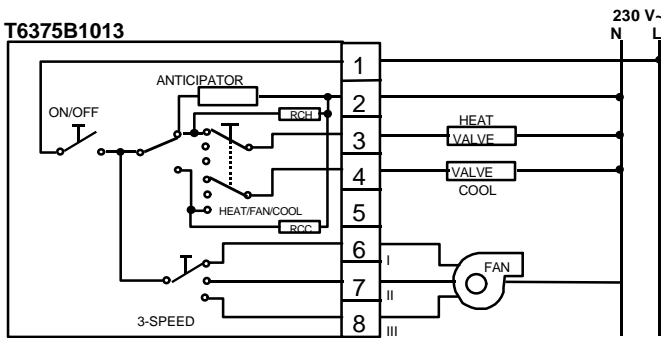 230 V~
T6375B1013
N L
1
ANTICIPATOR
2
ON/OFF
RCH
HEAT
3
VALVE
4
VALVE
COOL
HEAT/FAN/COOL
5
RCC
6
I
FAN
7
II
3-SPEED
8
III